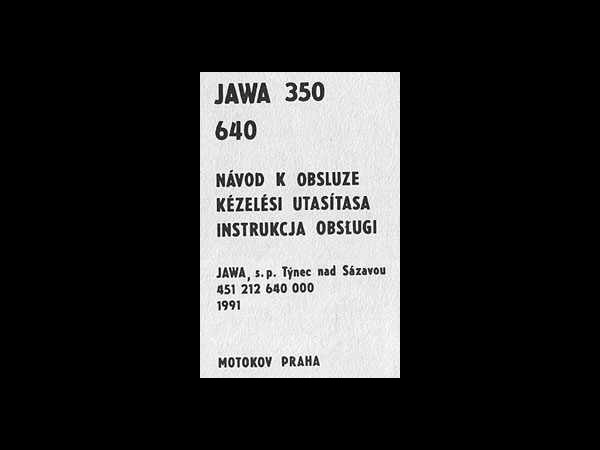 JAWA 350
640
NÁVOD K OBSLUZE
KÉZELÉSI UTASÍTASA
INSTRUKCJA OBSŁUGI
JAWA, s.p. Týnec nad Sázavou
451 212 640 000
1991
MOTOKOV PRAHA